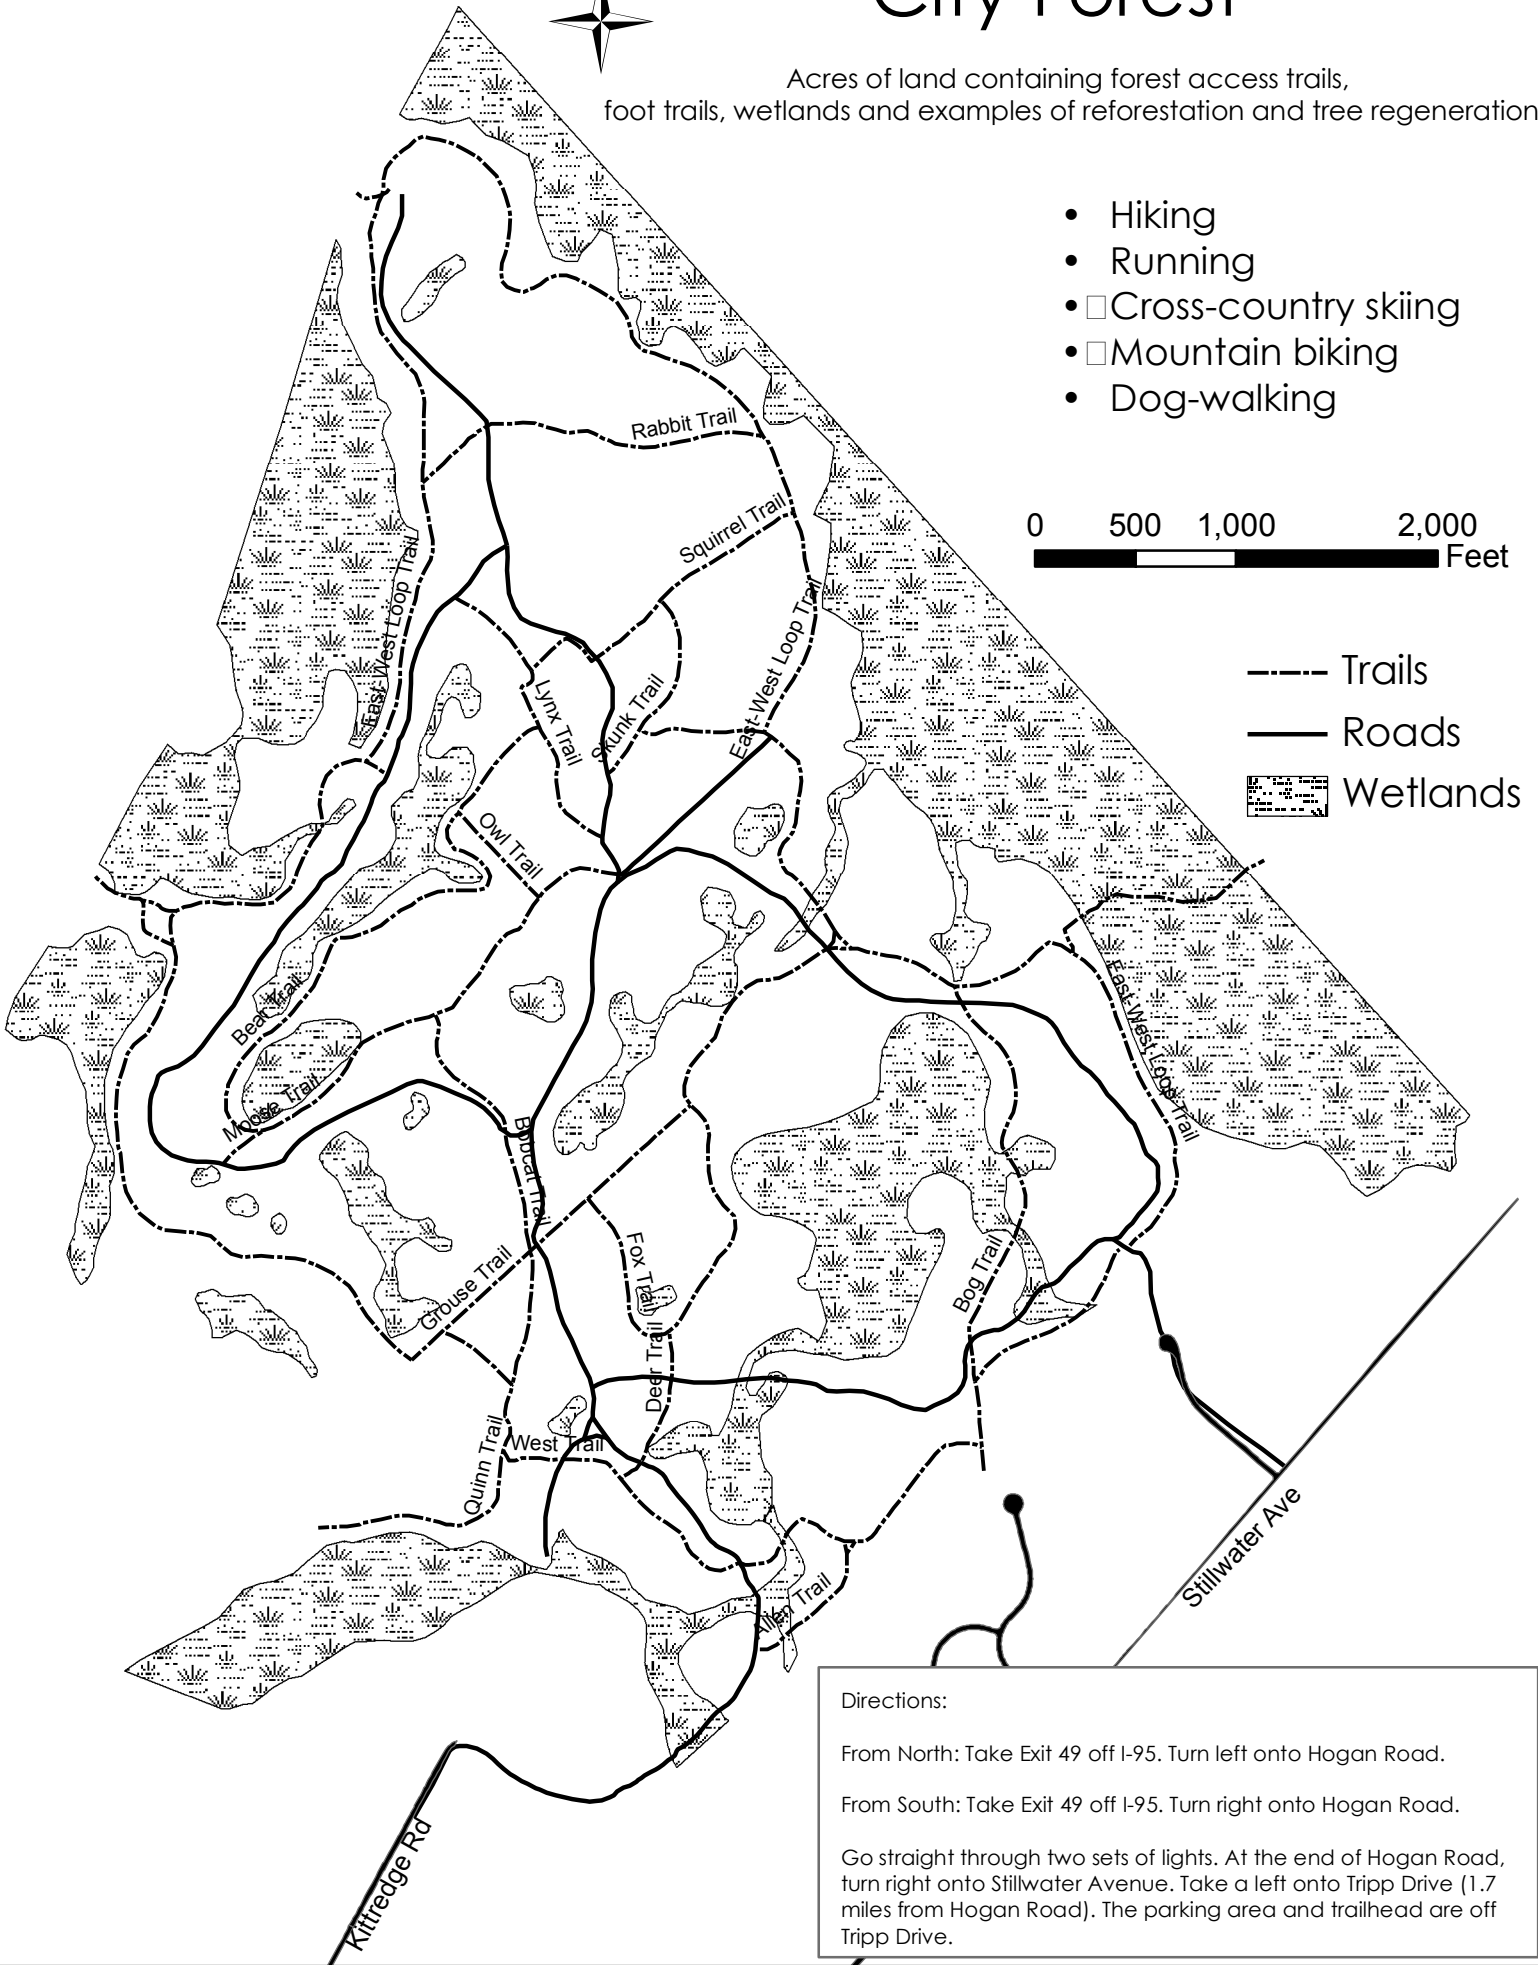 City Forest
Acres of land containing forest access trails,
foot trails, wetlands and examples of reforestation and tree regeneration
• Hiking
• Running
• Cross-country skiing
• Mountain biking
• Dog-walking
0 500 1,000 2,000
Feet
Trails
Roads
Wetlands
Rabbit Trail
Squirrel Trail
East-West Loop Trail
East-West Loop Trail
Lynx Trail
Skunk Trail
Owl Trail
Bear Trail
East-West Loop Trail
Moose Trail
Bobcat Trail
Grouse Trail
Fox Trail
Bog Trail
Deer Trail
Quinn Trail
West Trail
Allen Trail
Stillwater Ave
Kittredge Rd
Directions:
From North: Take Exit 49 off I-95. Turn left onto Hogan Road.
From South: Take Exit 49 off I-95. Turn right onto Hogan Road.
Go straight through two sets of lights. At the end of Hogan Road,
turn right onto Stillwater Avenue. Take a left onto Tripp Drive (1.7
miles from Hogan Road). The parking area and trailhead are off
Tripp Drive.